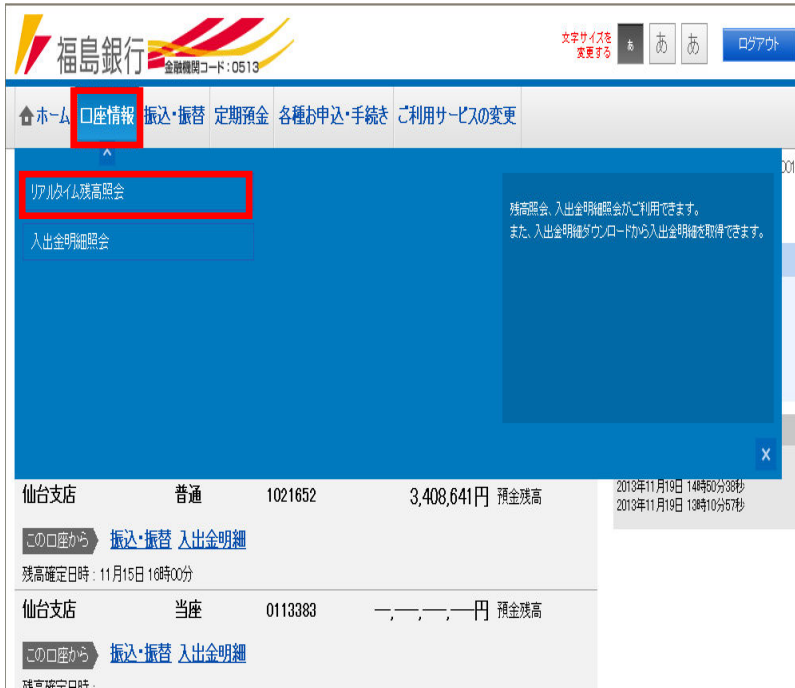 福島銀行 金融機関コード:0513
文字サイズを
変更する
あ あ あ
ログアウト
ホーム 口座情報 振込・振替 定期預金 各種お申込・手続き ご利用サービスの変更
001
リアルタイム残高照会
入出金明細照会
残高照会、入出金明細照会がご利用できます。
また、入出金明細ダウンロードから入出金明細を取得できます。
x
2013年11月19日 14時50分38秒
2013年11月19日 13時10分57秒
仙台支店 普通 1021652 3,408,641円 預金残高
この口座から 振込・振替 入出金明細
残高確定日時:11月15日 16時00分
仙台支店 当座 0113383 ―,―,―,―円 預金残高
この口座から 振込・振替 入出金明細
残高確定日時: